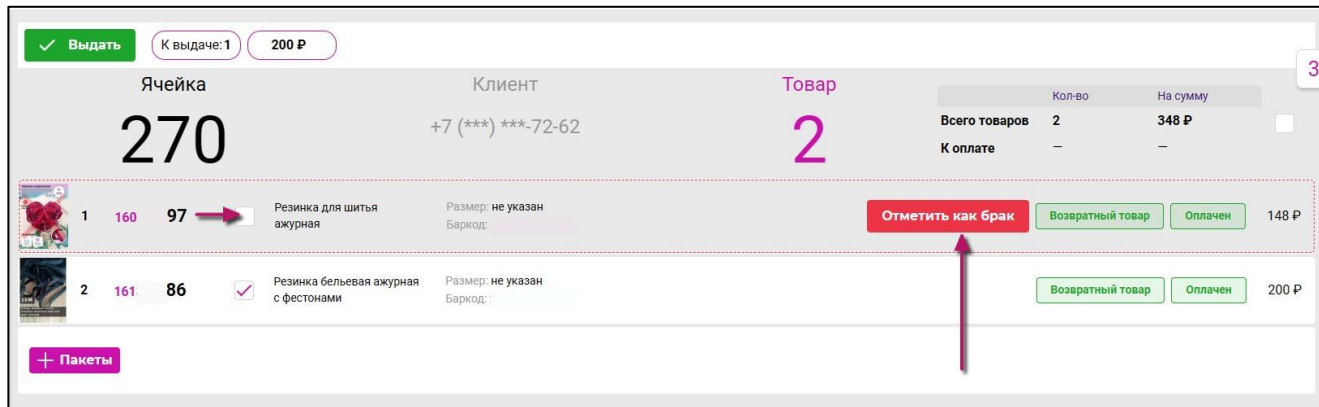 Выдать
К выдаче: 1
200 ₽
3
Ячейка
270
Клиент
+7 (***) ***-72-62
Товар
2
Кол-во На сумму
Всего товаров 2 348 ₽
К оплате — —
1 160 97
Резинка для шитья
ажурная
Размер: не указан
Баркод:
Отметить как брак
Возвратный товар
Оплачен
148 ₽
2 161 86
Резинка бельевая ажурная
с фестонами
Размер: не указан
Баркод:
Возвратный товар
Оплачен
200 ₽
+ Пакеты